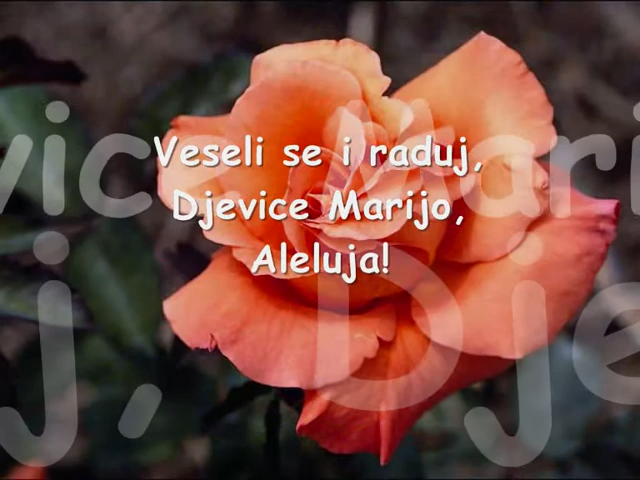 Veseli se i raduj,
Djevice Marijo,
Aleluja!